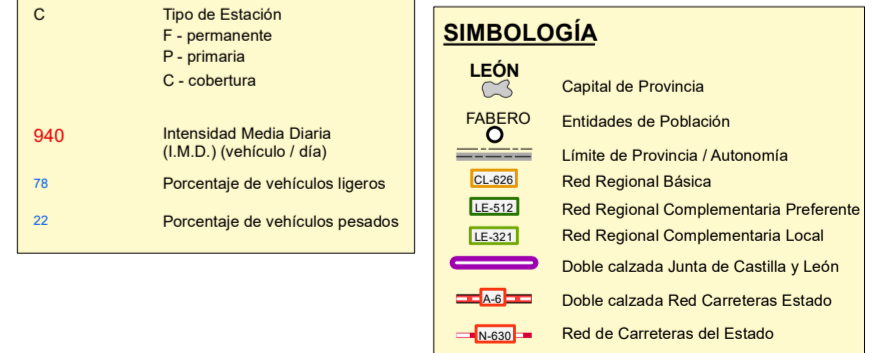 C Tipo de Estación
F - permanente
P - primaria
C - cobertura
940 Intensidad Media Diaria
(I.M.D.) (vehículo / día)
78 Porcentaje de vehículos ligeros
22 Porcentaje de vehículos pesados
SIMBOLOGÍA
LEÓN Capital de Provincia
FABERO Entidades de Población
Límite de Provincia / Autonomía
CL-626 Red Regional Básica
LE-512 Red Regional Complementaria Preferente
LE-321 Red Regional Complementaria Local
Doble calzada Junta de Castilla y León
A-6 Doble calzada Red Carreteras Estado
N-630 Red de Carreteras del Estado